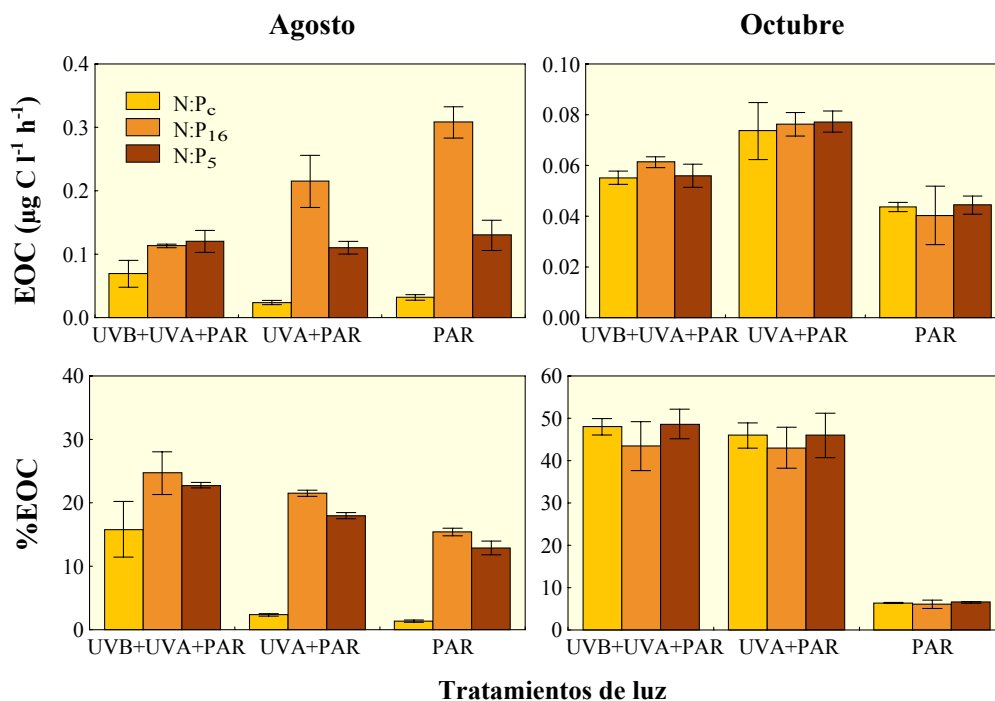 Agosto
Octubre
EOC (µg C l⁻¹ h⁻¹)
0.4
0.3
0.2
0.1
0.0
N:Pc
N:P16
N:P5
UVB+UVA+PAR UVA+PAR PAR
0.10
0.08
0.06
0.04
0.02
0.00
UVB+UVA+PAR UVA+PAR PAR
%EOC
40
30
20
10
0
UVB+UVA+PAR UVA+PAR PAR
60
50
40
30
20
10
0
UVB+UVA+PAR UVA+PAR PAR
Tratamientos de luz